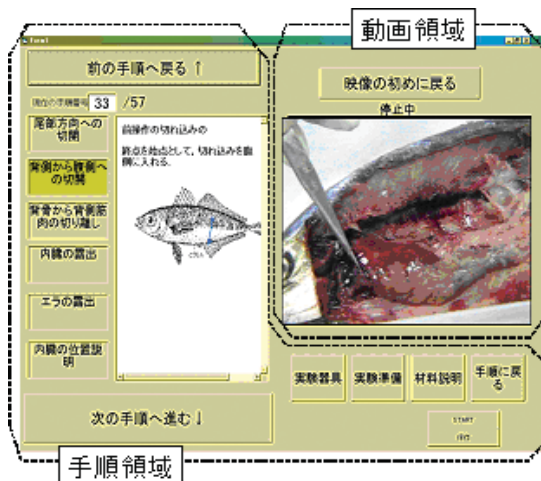 動画領域
前の手順へ戻る ↑
現在の手順番号 33 /57
尾部方向への
切開
背側から腹側へ
の切開
背骨から背側筋
肉の切り離し
内臓の露出
エラの露出
内臓の位置説
明
前操作の切れ込みの
終点を始点として、切れ込みを腹
側に入れる。
次の手順へ進む ↓
手順領域
映像の初めに戻る
停止中
実験器具
実験準備
材料説明
手順に戻
る
START